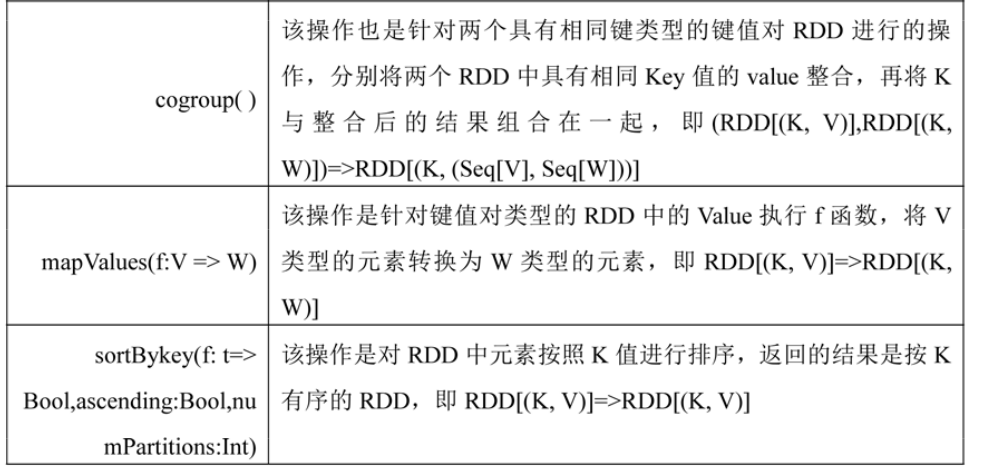 cogroup( )
该操作也是针对两个具有相同键类型的键值对 RDD 进行的操
作，分别将两个 RDD 中具有相同 Key 值的 value 整合，再将 K
与整合后的结果组合在一起，即 (RDD[(K, V)],RDD[(K,
W)])=>RDD[(K, (Seq[V], Seq[W]))]
mapValues(f:V => W)
该操作是针对键值对类型的 RDD 中的 Value 执行 f 函数，将 V
类型的元素转换为 W 类型的元素，即 RDD[(K, V)]=>RDD[(K,
W)]
sortBykey(f: t=>
Bool,ascending:Bool,nu
mPartitions:Int)
该操作是对 RDD 中元素按照 K 值进行排序，返回的结果是按 K
有序的 RDD，即 RDD[(K, V)]=>RDD[(K, V)]